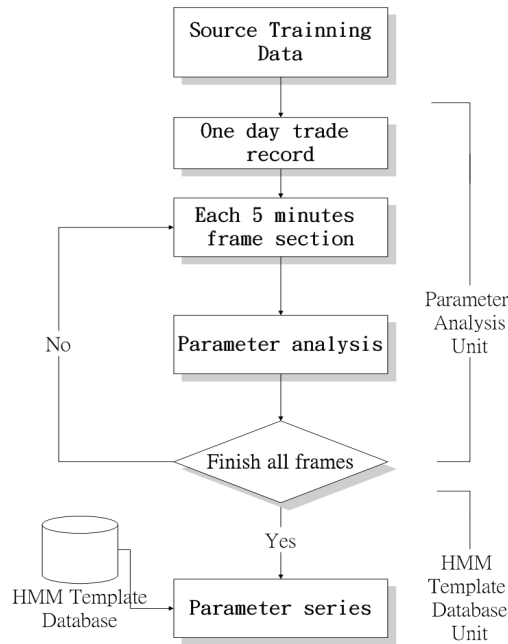 Source Trainning
Data
One day trade
record
Each 5 minutes
frame section
Parameter
Analysis
Unit
No
Parameter analysis
Finish all frames
Yes
HMM Template
Database
HMM
Template
Database
Unit
Parameter series